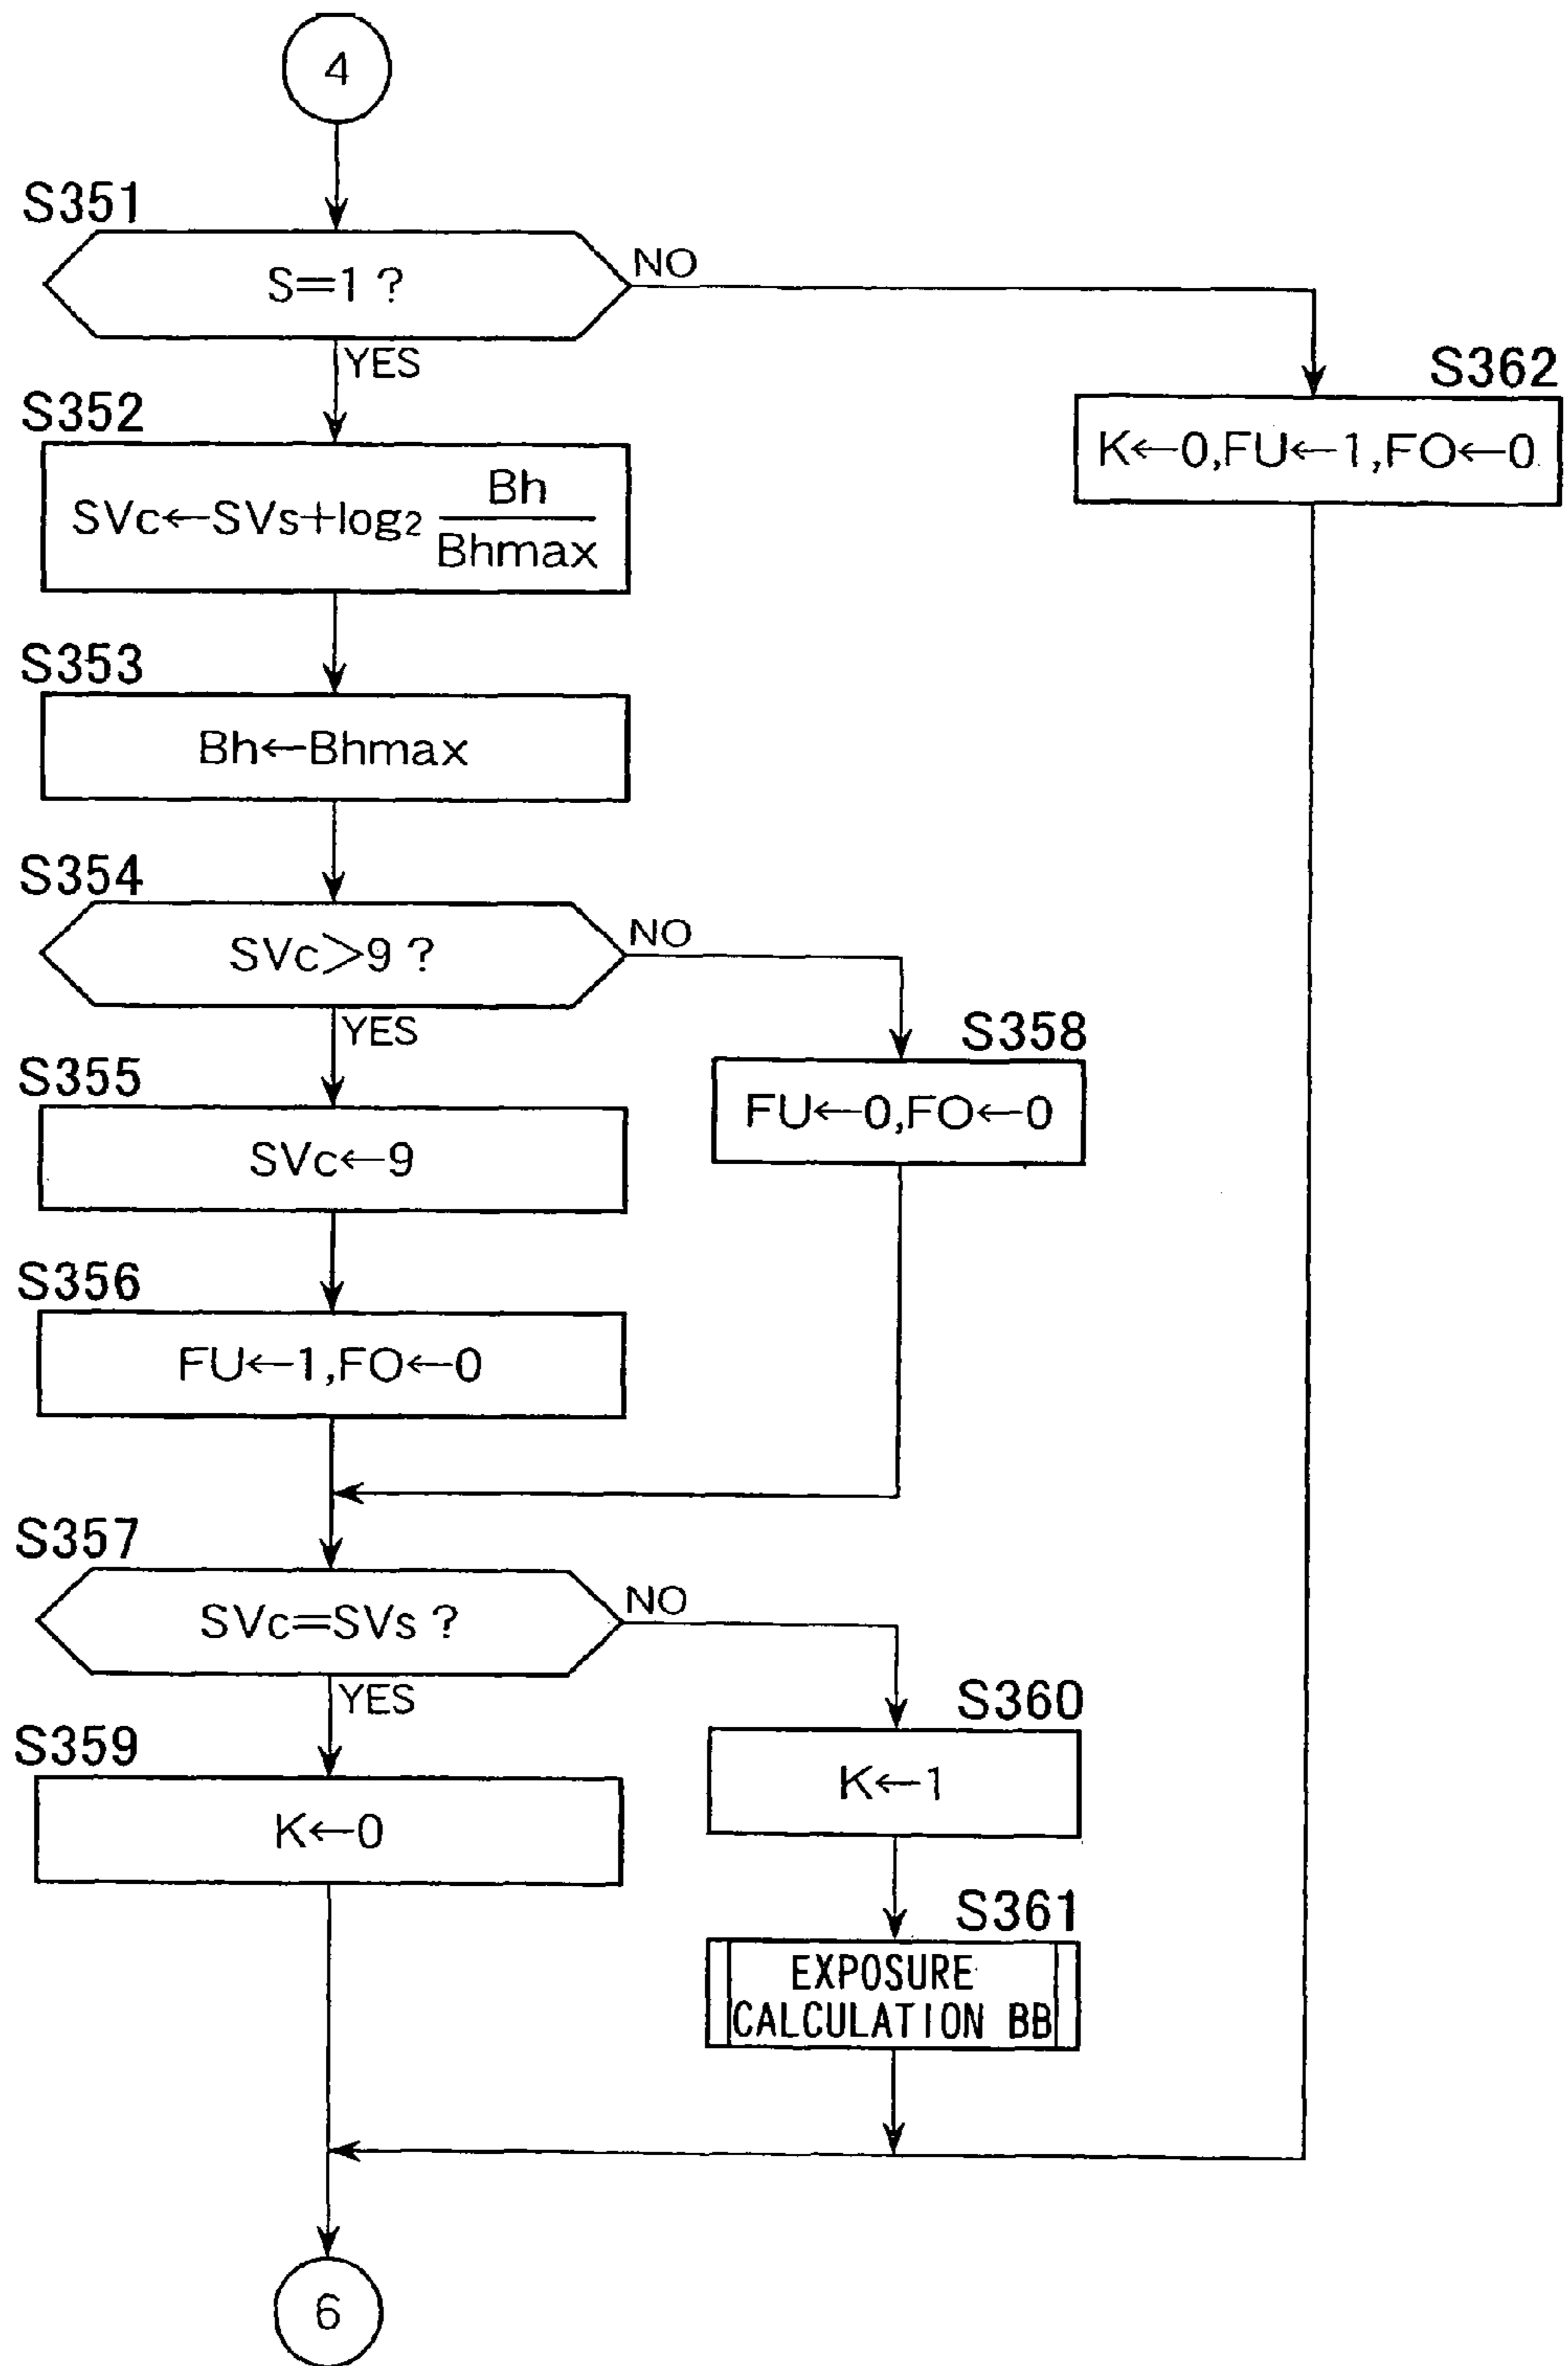 4
S351
S=1?
NO
YES
S362
K←0,FU←1,FO←0
S352
SVc←SVs+log2 Bh/Bhmax
S353
Bh←Bhmax
S354
SVc>9?
NO
YES
S358
FU←0,FO←0
S355
SVc←9
S356
FU←1,FO←0
S357
SVc=SVs?
NO
YES
S360
K←1
S359
K←0
S361
EXPOSURE
CALCULATION BB
6